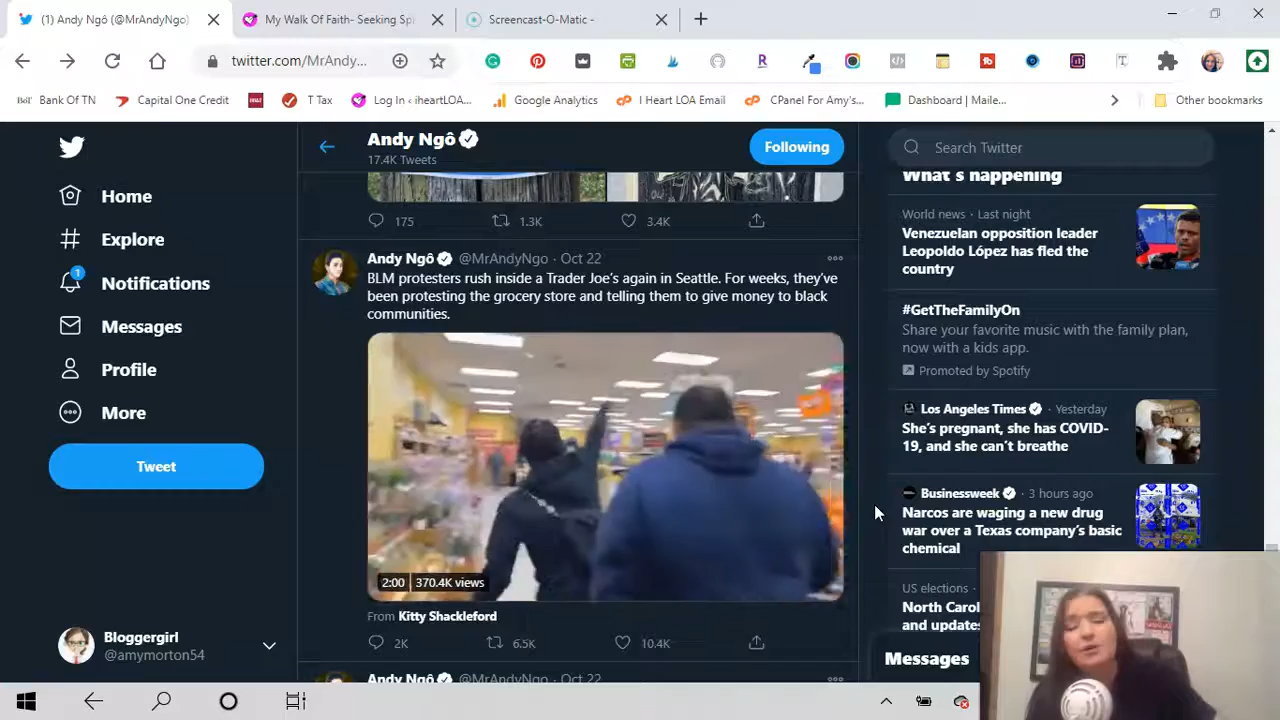 (1) Andy Ngô (@MrAndyNgo)
My Walk Of Faith- Seeking Spi
Screencast-O-Matic -
twitter.com/MrAndy...
Bank Of TN
Capital One Credit
T Tax
Log In ‹ iheartLOA...
Google Analytics
I Heart LOA Email
CPanel For Amy's...
Dashboard | Maile...
Other bookmarks
Home
Explore
1
Notifications
Messages
Profile
More
Tweet
Bloggergirl
@amymorton54
Andy Ngô
17.4K Tweets
Following
175
1.3K
3.4K
Andy Ngô @MrAndyNgo · Oct 22
BLM protesters rush inside a Trader Joe's again in Seattle. For weeks, they've
been protesting the grocery store and telling them to give money to black
communities.
2:00 370.4K views
From Kitty Shackleford
2K
6.5K
10.4K
Andy Ngô @MrAndyNgo · Oct 22
Search Twitter
What's happening
World news · Last night
Venezuelan opposition leader
Leopoldo López has fled the
country
#GetTheFamilyOn
Share your favorite music with the family plan,
now with a kids app.
Promoted by Spotify
Los Angeles Times · Yesterday
She's pregnant, she has COVID-
19, and she can't breathe
Businessweek · 3 hours ago
Narcos are waging a new drug
war over a Texas company's basic
chemical
US elections ·
North Carol
and updates
Messages